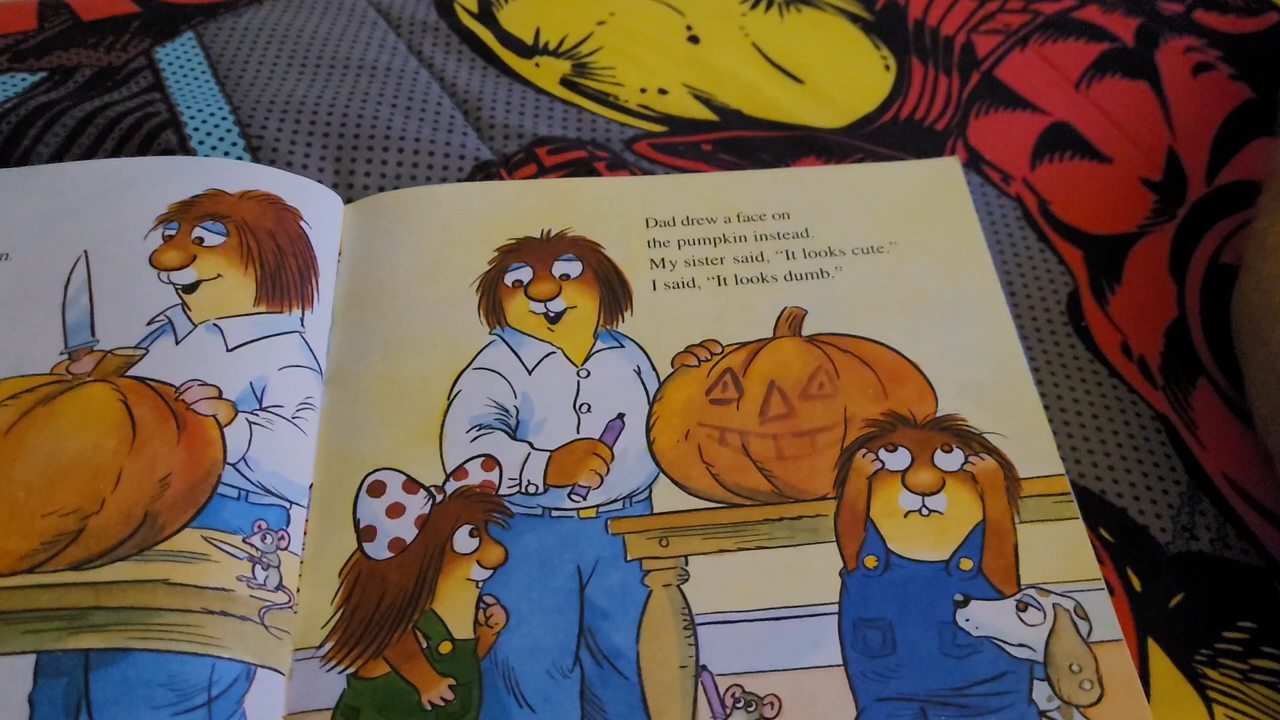 Dad drew a face on
the pumpkin instead.
My sister said, "It looks cute."
I said, "It looks dumb."